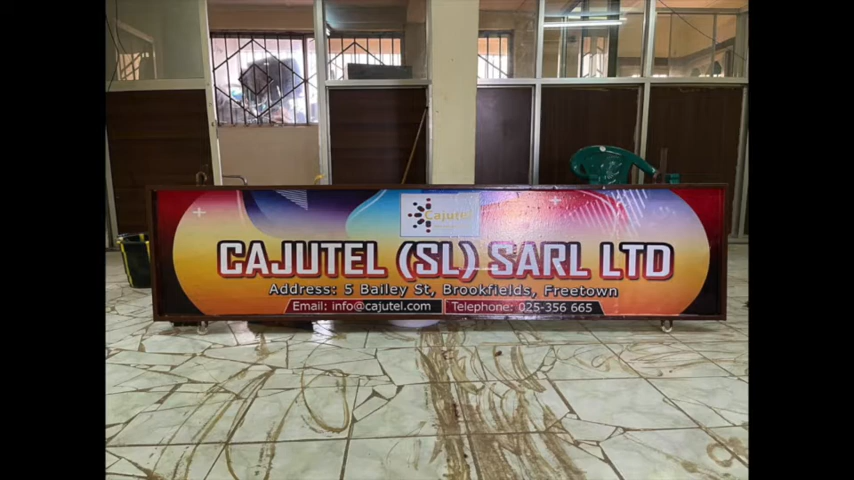 Cajutel
CAJUTEL (SL) SARL LTD
Address: 5 Bailey St, Brookfields, Freetown
Email: info@cajutel.com Telephone: 025-356 665